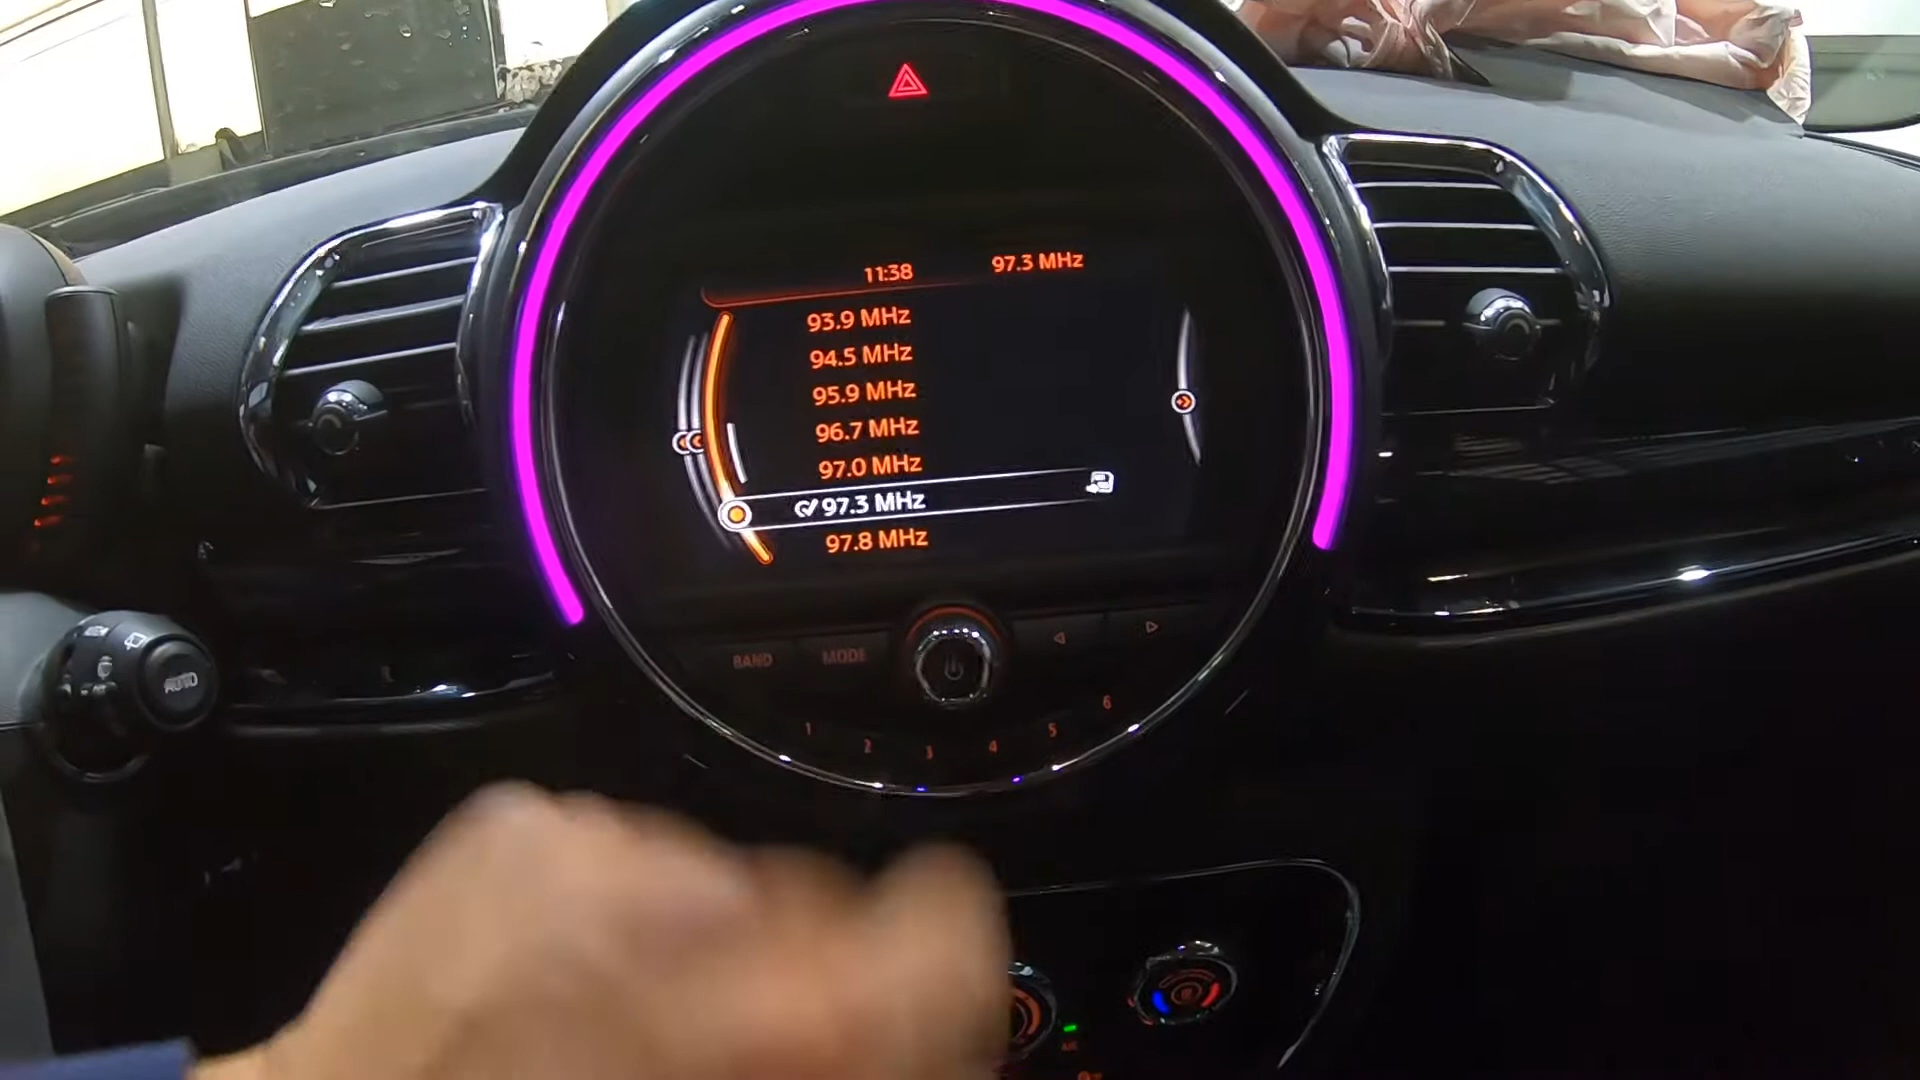 11:38 97.3 MHz
93.9 MHz
94.5 MHz
95.9 MHz
96.7 MHz
97.0 MHz
97.3 MHz
97.8 MHz
BAND MODE
1 2 3 4 5 6
AUTO
A/C